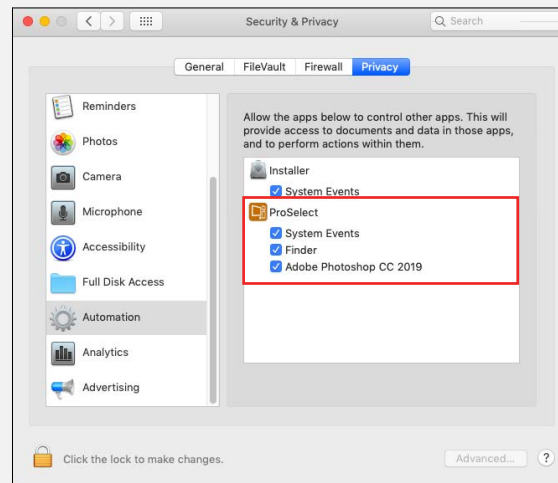 Security & Privacy
Search
General
FileVault
Firewall
Privacy
Reminders
Photos
Camera
Microphone
Accessibility
Full Disk Access
Automation
Analytics
Advertising
Allow the apps below to control other apps. This will
provide access to documents and data in those apps,
and to perform actions within them.
Installer
System Events
ProSelect
System Events
Finder
Adobe Photoshop CC 2019
Click the lock to make changes.
Advanced...
?